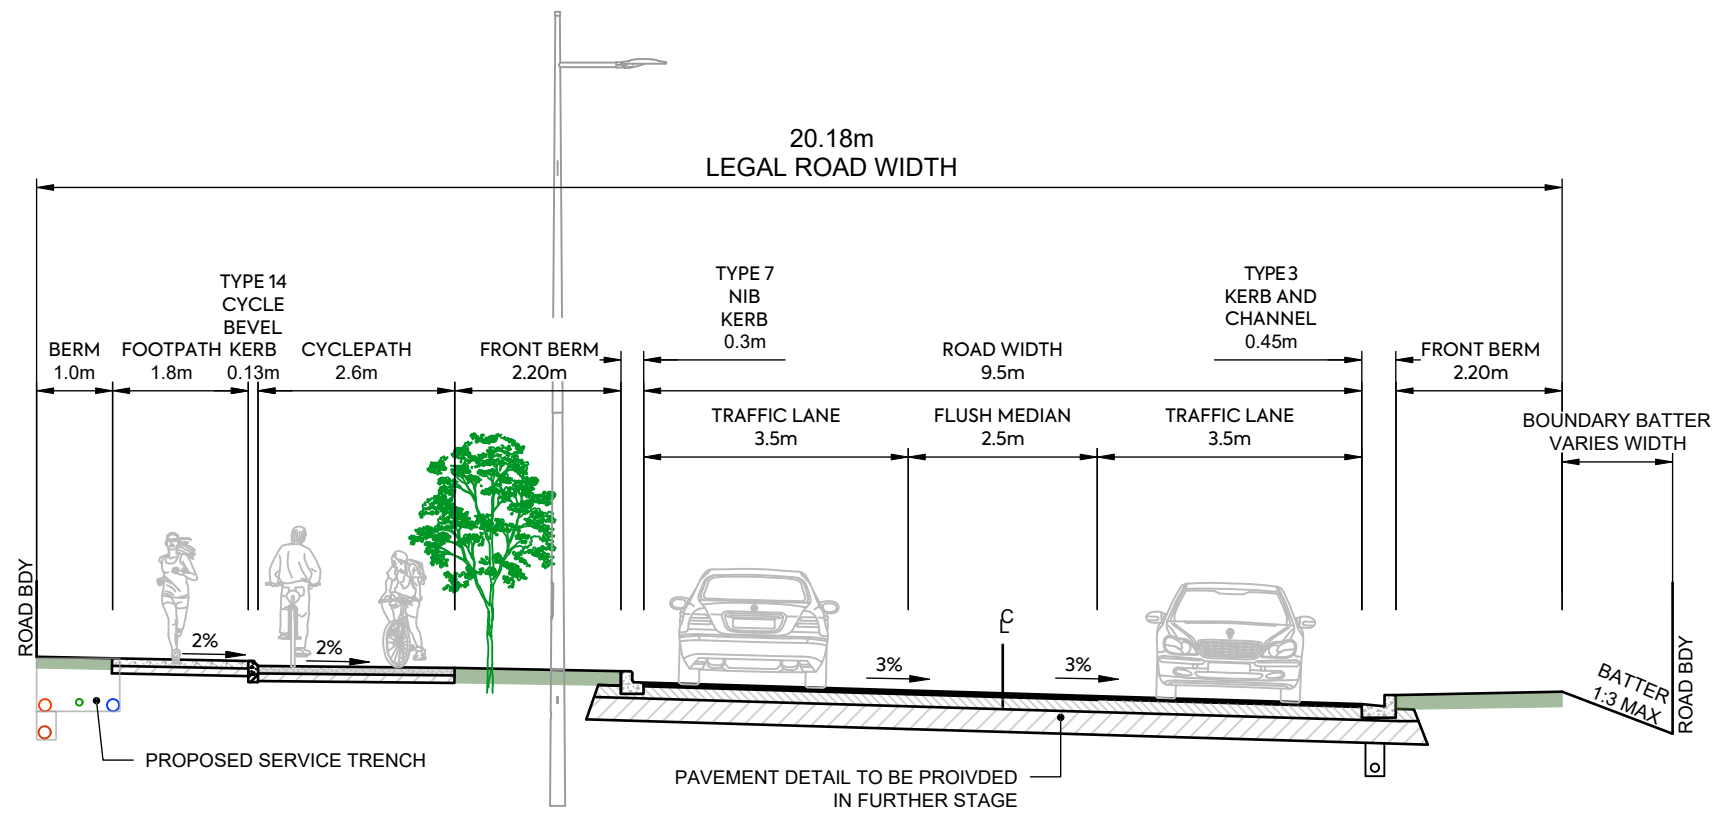 20.18m
LEGAL ROAD WIDTH
BERM
1.0m
FOOTPATH
1.8m
TYPE 14
CYCLE
BEVEL
KERB
0.13m
CYCLEPATH
2.6m
FRONT BERM
2.20m
TYPE 7
NIB
KERB
0.3m
ROAD WIDTH
9.5m
TYPE 3
KERB AND
CHANNEL
0.45m
FRONT BERM
2.20m
TRAFFIC LANE
3.5m
FLUSH MEDIAN
2.5m
TRAFFIC LANE
3.5m
BOUNDARY BATTER
VARIES WIDTH
ROAD BDY
2%
2%
3%
CL
3%
BATTER
1:3 MAX
ROAD BDY
PROPOSED SERVICE TRENCH
PAVEMENT DETAIL TO BE PROIVDED
IN FURTHER STAGE